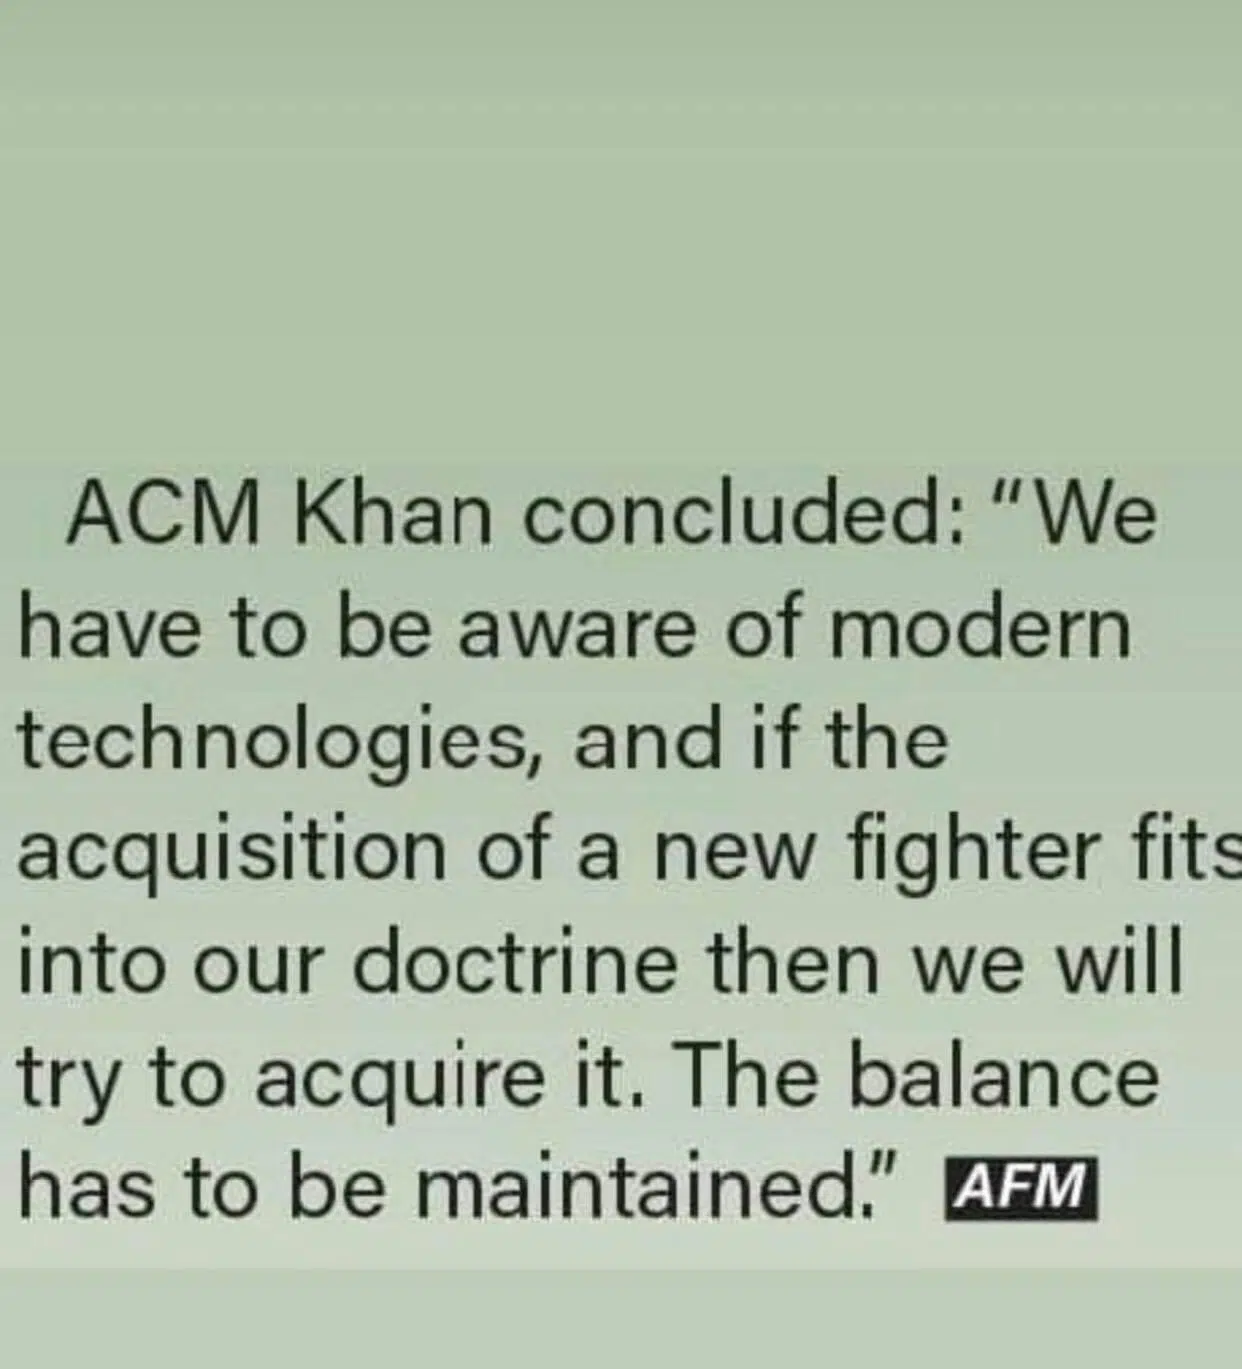 ACM Khan concluded: “We
have to be aware of modern
technologies, and if the
acquisition of a new fighter fits
into our doctrine then we will
try to acquire it. The balance
has to be maintained.” AFM